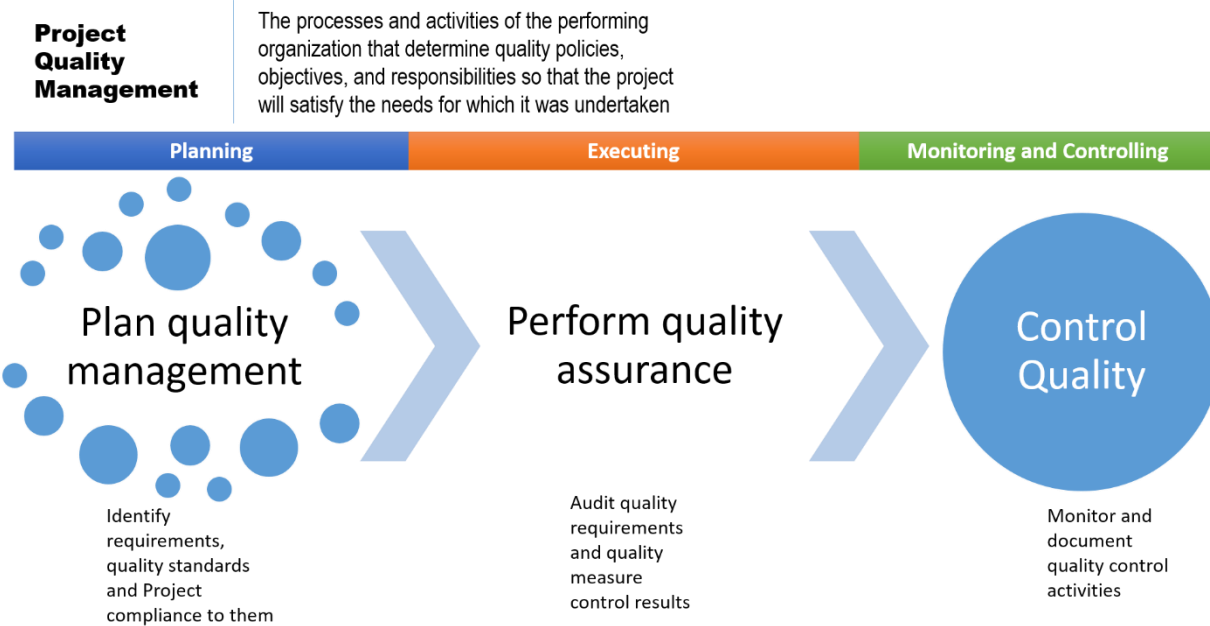 Project
Quality
Management
The processes and activities of the performing
organization that determine quality policies,
objectives, and responsibilities so that the project
will satisfy the needs for which it was undertaken
Planning
Executing
Monitoring and Controlling
Plan quality
management
Perform quality
assurance
Control
Quality
Identify
requirements,
quality standards
and Project
compliance to them
Audit quality
requirements
and quality
measure
control results
Monitor and
document
quality control
activities